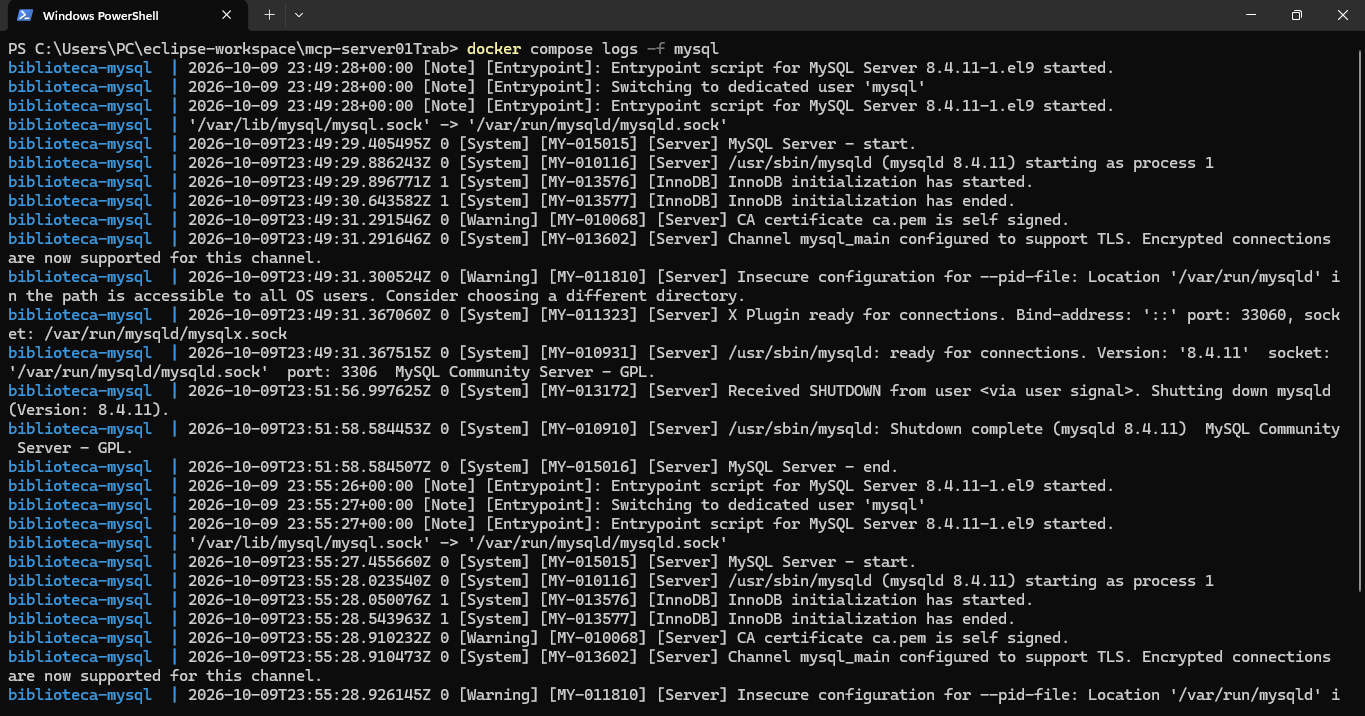 Windows PowerShell
PS C:\Users\PC\eclipse-workspace\mcp-server01Trab> docker compose logs -f mysql
biblioteca-mysql  | 2026-10-09 23:49:28+00:00 [Note] [Entrypoint]: Entrypoint script for MySQL Server 8.4.11-1.el9 started.
biblioteca-mysql  | 2026-10-09 23:49:28+00:00 [Note] [Entrypoint]: Switching to dedicated user 'mysql'
biblioteca-mysql  | 2026-10-09 23:49:28+00:00 [Note] [Entrypoint]: Entrypoint script for MySQL Server 8.4.11-1.el9 started.
biblioteca-mysql  | '/var/lib/mysql/mysql.sock' -> '/var/run/mysqld/mysqld.sock'
biblioteca-mysql  | 2026-10-09T23:49:29.405495Z 0 [System] [MY-015015] [Server] MySQL Server - start.
biblioteca-mysql  | 2026-10-09T23:49:29.886243Z 0 [System] [MY-010116] [Server] /usr/sbin/mysqld (mysqld 8.4.11) starting as process 1
biblioteca-mysql  | 2026-10-09T23:49:29.896771Z 1 [System] [MY-013576] [InnoDB] InnoDB initialization has started.
biblioteca-mysql  | 2026-10-09T23:49:30.643582Z 1 [System] [MY-013577] [InnoDB] InnoDB initialization has ended.
biblioteca-mysql  | 2026-10-09T23:49:31.291546Z 0 [Warning] [MY-010068] [Server] CA certificate ca.pem is self signed.
biblioteca-mysql  | 2026-10-09T23:49:31.291646Z 0 [System] [MY-013602] [Server] Channel mysql_main configured to support TLS. Encrypted connections
are now supported for this channel.
biblioteca-mysql  | 2026-10-09T23:49:31.300524Z 0 [Warning] [MY-011810] [Server] Insecure configuration for --pid-file: Location '/var/run/mysqld' i
n the path is accessible to all OS users. Consider choosing a different directory.
biblioteca-mysql  | 2026-10-09T23:49:31.367060Z 0 [System] [MY-011323] [Server] X Plugin ready for connections. Bind-address: '::' port: 33060, sock
et: /var/run/mysqld/mysqlx.sock
biblioteca-mysql  | 2026-10-09T23:49:31.367515Z 0 [System] [MY-010931] [Server] /usr/sbin/mysqld: ready for connections. Version: '8.4.11'  socket:
'/var/run/mysqld/mysqld.sock'  port: 3306  MySQL Community Server - GPL.
biblioteca-mysql  | 2026-10-09T23:51:56.997625Z 0 [System] [MY-013172] [Server] Received SHUTDOWN from user <via user signal>. Shutting down mysqld
(Version: 8.4.11).
biblioteca-mysql  | 2026-10-09T23:51:58.584453Z 0 [System] [MY-010910] [Server] /usr/sbin/mysqld: Shutdown complete (mysqld 8.4.11)  MySQL Community
 Server - GPL.
biblioteca-mysql  | 2026-10-09T23:51:58.584507Z 0 [System] [MY-015016] [Server] MySQL Server - end.
biblioteca-mysql  | 2026-10-09 23:55:26+00:00 [Note] [Entrypoint]: Entrypoint script for MySQL Server 8.4.11-1.el9 started.
biblioteca-mysql  | 2026-10-09 23:55:27+00:00 [Note] [Entrypoint]: Switching to dedicated user 'mysql'
biblioteca-mysql  | 2026-10-09 23:55:27+00:00 [Note] [Entrypoint]: Entrypoint script for MySQL Server 8.4.11-1.el9 started.
biblioteca-mysql  | '/var/lib/mysql/mysql.sock' -> '/var/run/mysqld/mysqld.sock'
biblioteca-mysql  | 2026-10-09T23:55:27.455660Z 0 [System] [MY-015015] [Server] MySQL Server - start.
biblioteca-mysql  | 2026-10-09T23:55:28.023540Z 0 [System] [MY-010116] [Server] /usr/sbin/mysqld (mysqld 8.4.11) starting as process 1
biblioteca-mysql  | 2026-10-09T23:55:28.050076Z 1 [System] [MY-013576] [InnoDB] InnoDB initialization has started.
biblioteca-mysql  | 2026-10-09T23:55:28.543963Z 1 [System] [MY-013577] [InnoDB] InnoDB initialization has ended.
biblioteca-mysql  | 2026-10-09T23:55:28.910232Z 0 [Warning] [MY-010068] [Server] CA certificate ca.pem is self signed.
biblioteca-mysql  | 2026-10-09T23:55:28.910473Z 0 [System] [MY-013602] [Server] Channel mysql_main configured to support TLS. Encrypted connections
are now supported for this channel.
biblioteca-mysql  | 2026-10-09T23:55:28.926145Z 0 [Warning] [MY-011810] [Server] Insecure configuration for --pid-file: Location '/var/run/mysqld' i